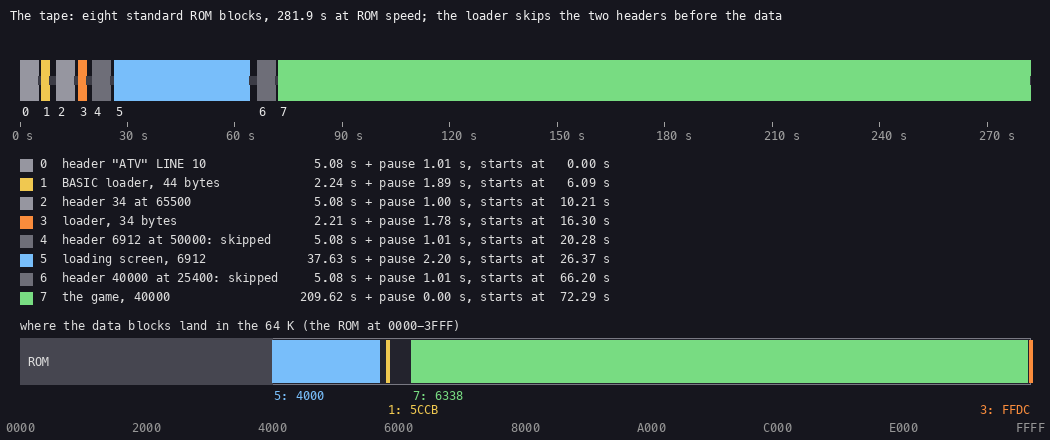 The tape: eight standard ROM blocks, 281.9 s at ROM speed; the loader skips the two headers before the data
0 1 2 3 4 5 6 7
0 s 30 s 60 s 90 s 120 s 150 s 180 s 210 s 240 s 270 s
0 header "ATV" LINE 10 5.08 s + pause 1.01 s, starts at 0.00 s
1 BASIC loader, 44 bytes 2.24 s + pause 1.89 s, starts at 6.09 s
2 header 34 at 65500 5.08 s + pause 1.00 s, starts at 10.21 s
3 loader, 34 bytes 2.21 s + pause 1.78 s, starts at 16.30 s
4 header 6912 at 50000: skipped 5.08 s + pause 1.01 s, starts at 20.28 s
5 loading screen, 6912 37.63 s + pause 2.20 s, starts at 26.37 s
6 header 40000 at 25400: skipped 5.08 s + pause 1.01 s, starts at 66.20 s
7 the game, 40000 209.62 s + pause 0.00 s, starts at 72.29 s
where the data blocks land in the 64 K (the ROM at 0000–3FFF)
ROM
5: 4000 7: 6338
1: 5CCB 3: FFDC
0000 2000 4000 6000 8000 A000 C000 E000 FFFF